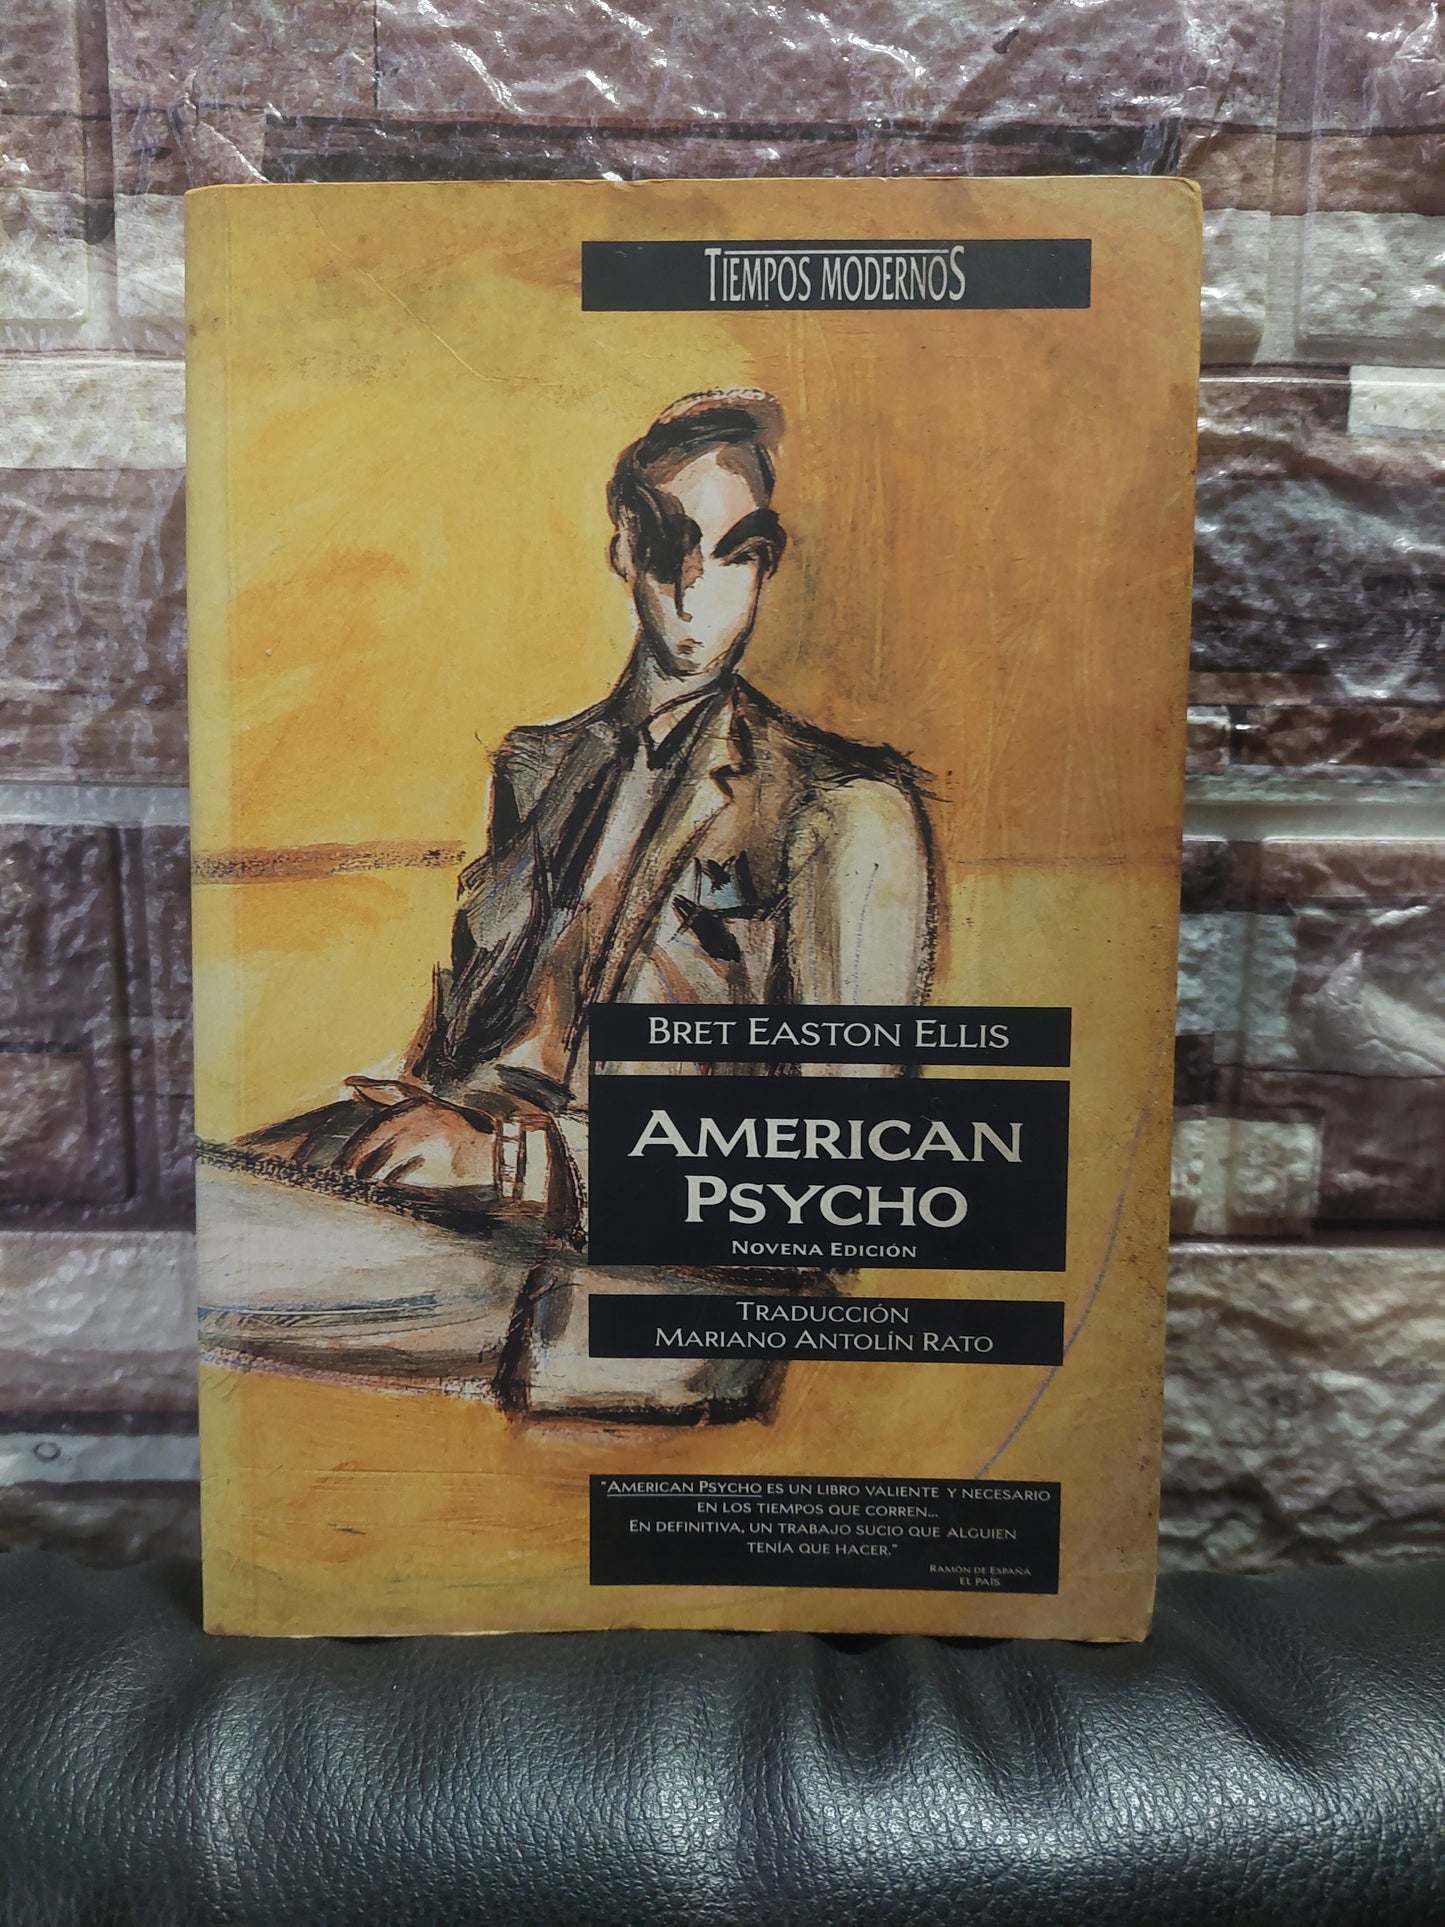 TIEMPOS MODERNOS
BRET EASTON ELLIS
AMERICAN
PSYCHO
NOVENA EDICIÓN
TRADUCCIÓN
MARIANO ANTOLÍN RATO
"AMERICAN PSYCHO ES UN LIBRO VALIENTE Y NECESARIO
EN LOS TIEMPOS QUE CORREN...
EN DEFINITIVA, UN TRABAJO SUCIO QUE ALGUIEN
TENÍA QUE HACER."
RAMÓN DE ESPAÑA
EL PAÍS